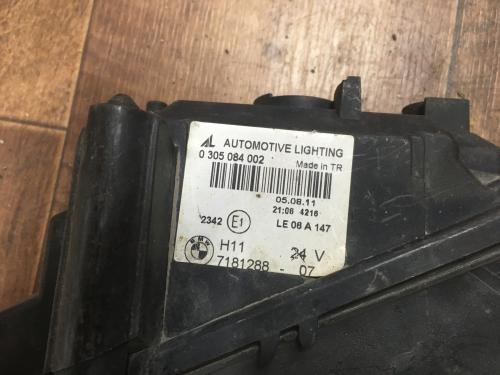 AL AUTOMOTIVE LIGHTING
0 305 084 002
Made in TR
05.08.11
21:06 4216
2342 E1 LE 08 A 147
BMW H11 24 V
7181288 - 07